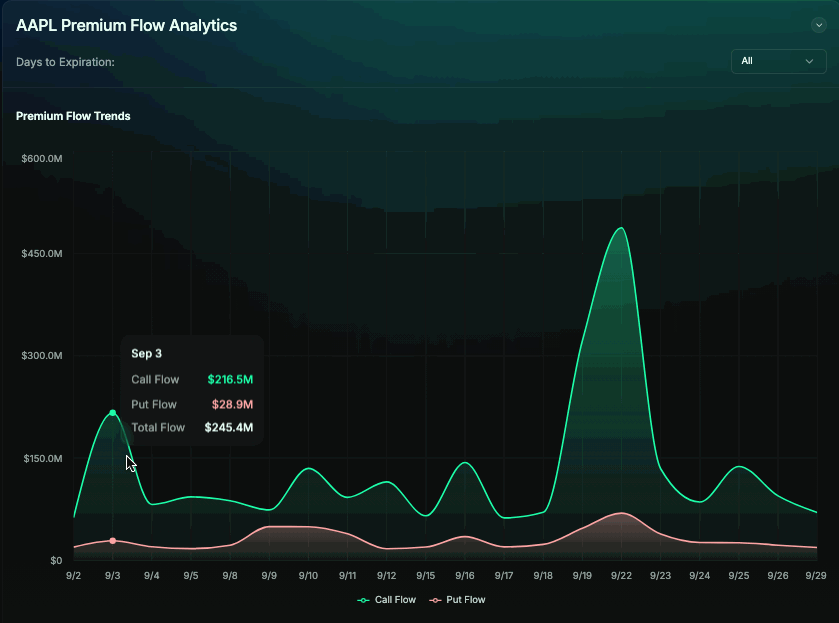 AAPL Premium Flow Analytics
Days to Expiration:
All
Premium Flow Trends
$600.0M
$450.0M
$300.0M
$150.0M
$0
Sep 3
Call Flow $216.5M
Put Flow $28.9M
Total Flow $245.4M
9/2 9/3 9/4 9/5 9/8 9/9 9/10 9/11 9/12 9/15 9/16 9/17 9/18 9/19 9/22 9/23 9/24 9/25 9/26 9/29
Call Flow Put Flow